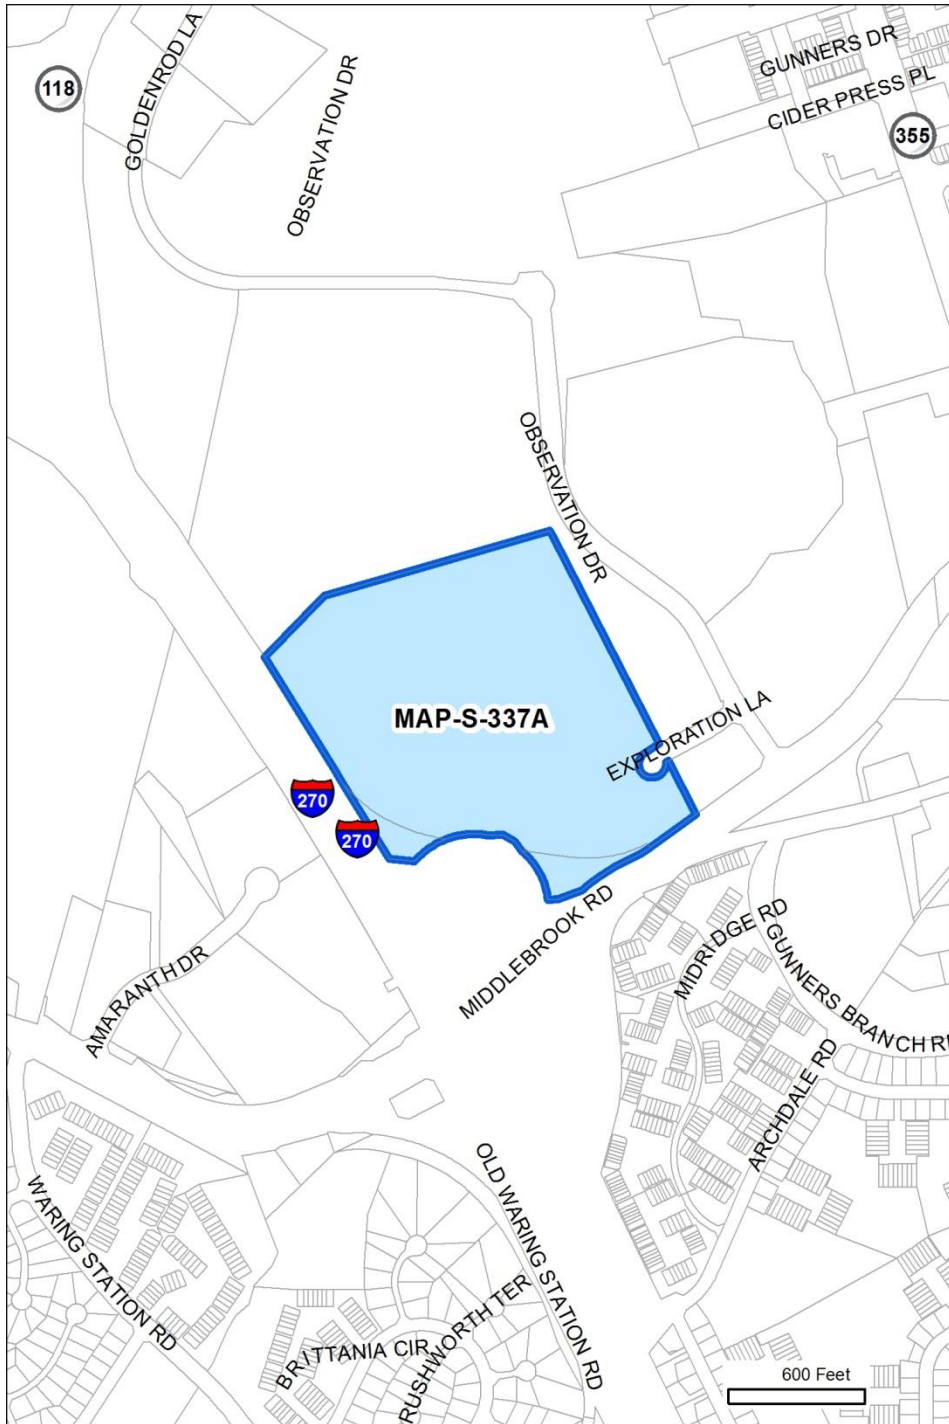 GUNNERS DR
CIDER PRESS PL
118
355
GOLDENROD LA
OBSERVATION DR
OBSERVATION DR
MAP-S-337A
EXPLORATION LA
270
270
MIDDLEBROOK RD
MIDRIDGE RD
GUNNERS BRANCH RD
AMARANTH DR
ARCHDALE RD
OLD WARING STATION RD
WARING STATION RD
BRITTANIA CIR
RUSHWORTH TER
600 Feet